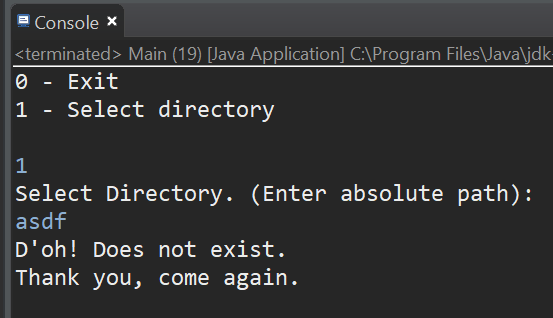 Console
<terminated> Main (19) [Java Application] C:\Program Files\Java\jdk-
0 - Exit
1 - Select directory
1
Select Directory. (Enter absolute path):
asdf
D'oh! Does not exist.
Thank you, come again.